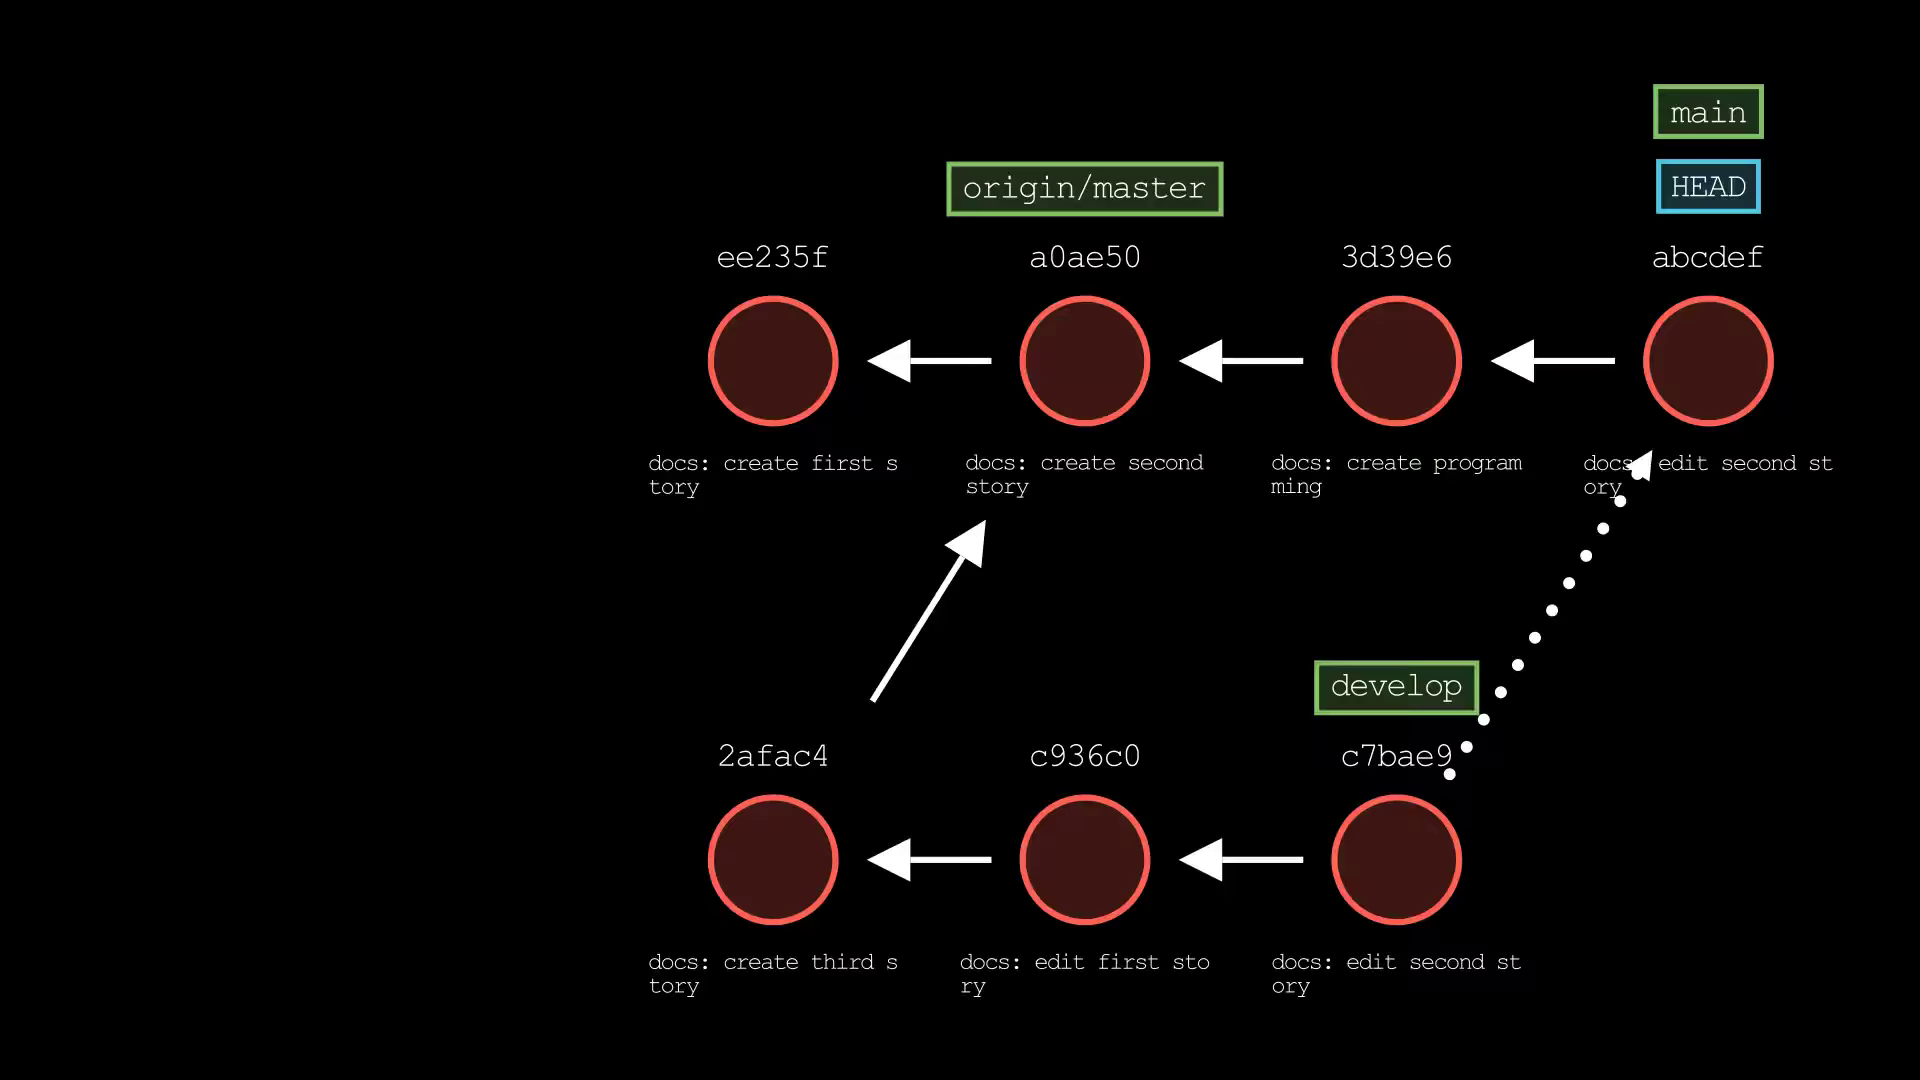 main
origin/master
HEAD
ee235f
a0ae50
3d39e6
abcdef
docs: create first s
tory
docs: create second
story
docs: create program
ming
docs edit second st
ory
develop
2afac4
c936c0
c7bae9
docs: create third s
tory
docs: edit first sto
ry
docs: edit second st
ory